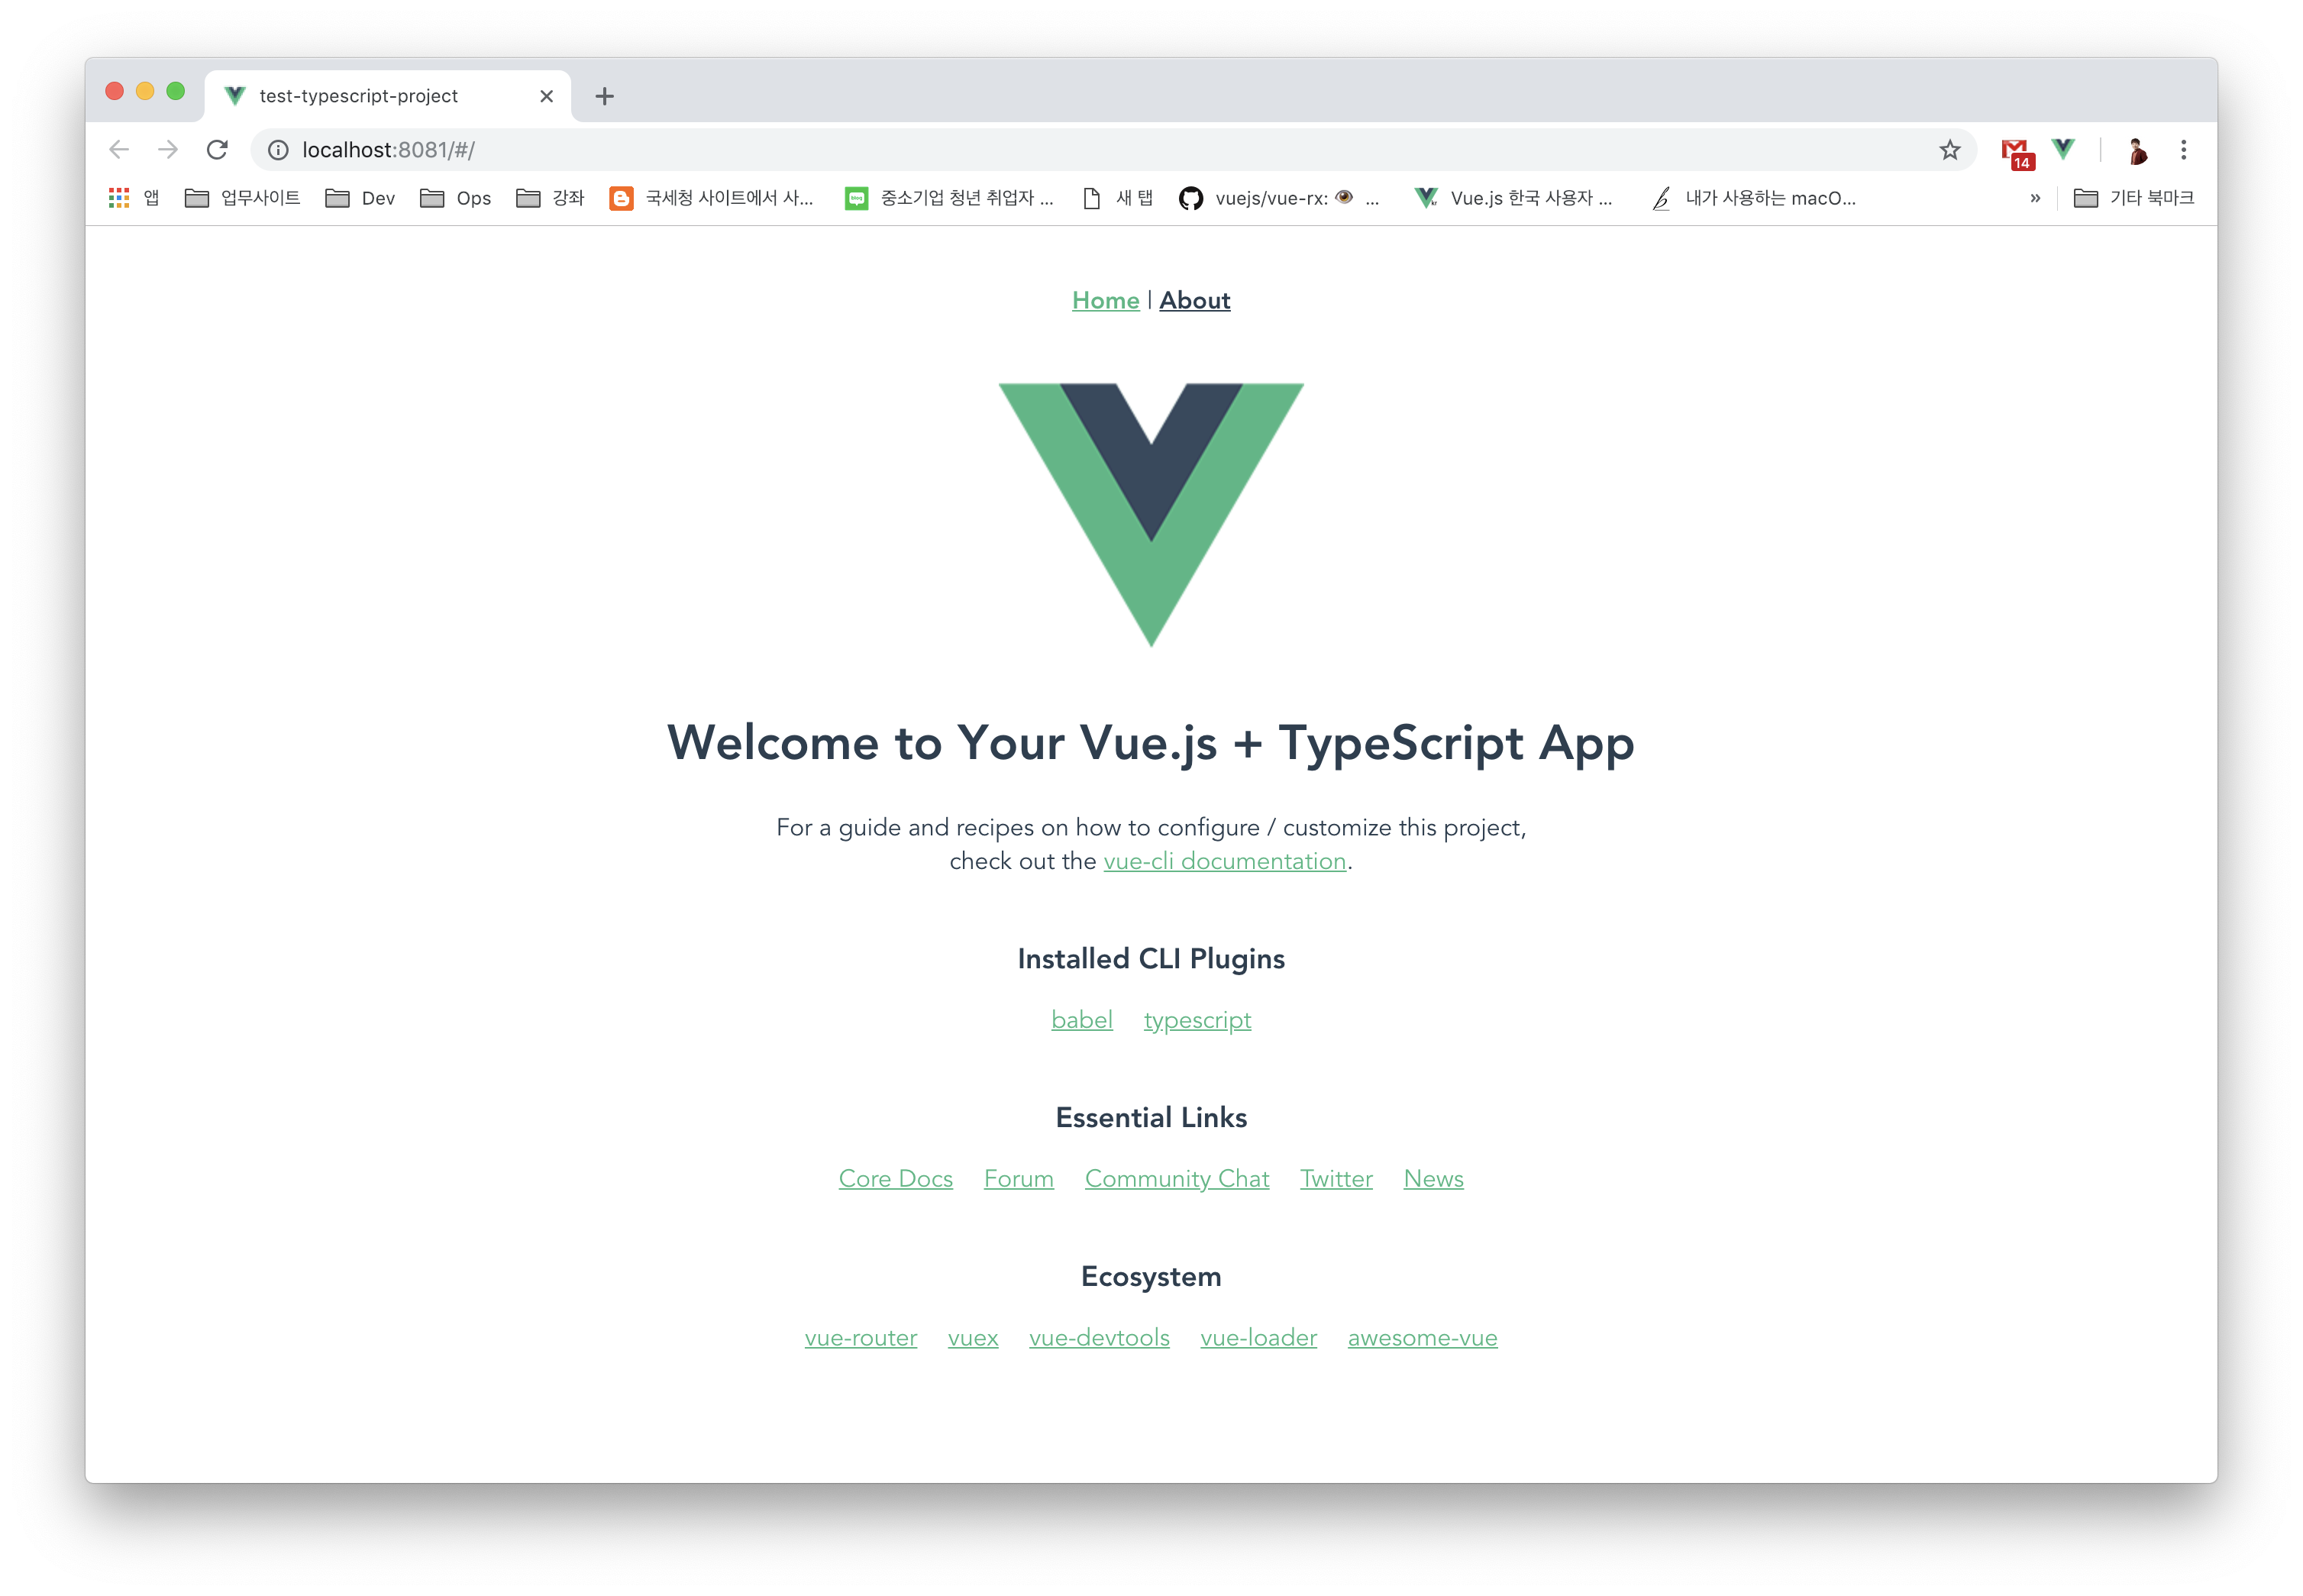 test-typescript-project
localhost:8081/#/
14
앱 업무사이트 Dev Ops 강좌 국세청 사이트에서 사... 중소기업 청년 취업자 ... 새 탭 vuejs/vue-rx: 👁 ... Vue.js 한국 사용자 ... 내가 사용하는 macO... » 기타 북마크
Home | About
Welcome to Your Vue.js + TypeScript App
For a guide and recipes on how to configure / customize this project,
check out the vue-cli documentation.
Installed CLI Plugins
babel typescript
Essential Links
Core Docs Forum Community Chat Twitter News
Ecosystem
vue-router vuex vue-devtools vue-loader awesome-vue